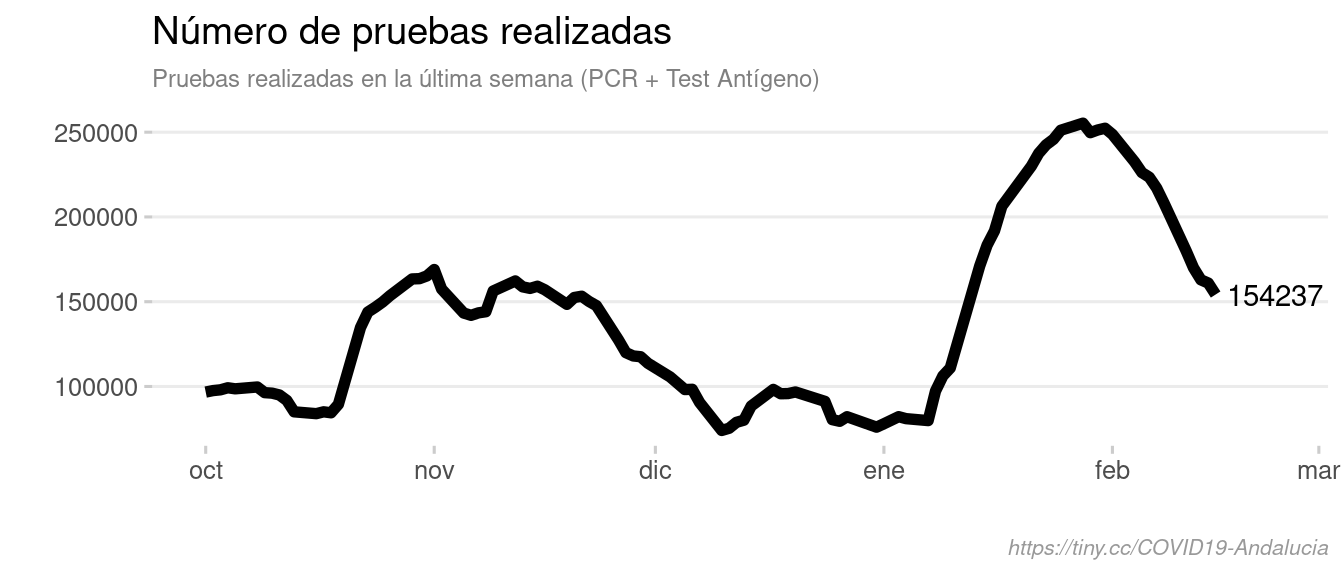 Número de pruebas realizadas
Pruebas realizadas en la última semana (PCR + Test Antígeno)
250000
200000
150000
100000
154237
oct nov dic ene feb mar
https://tiny.cc/COVID19-Andalucia